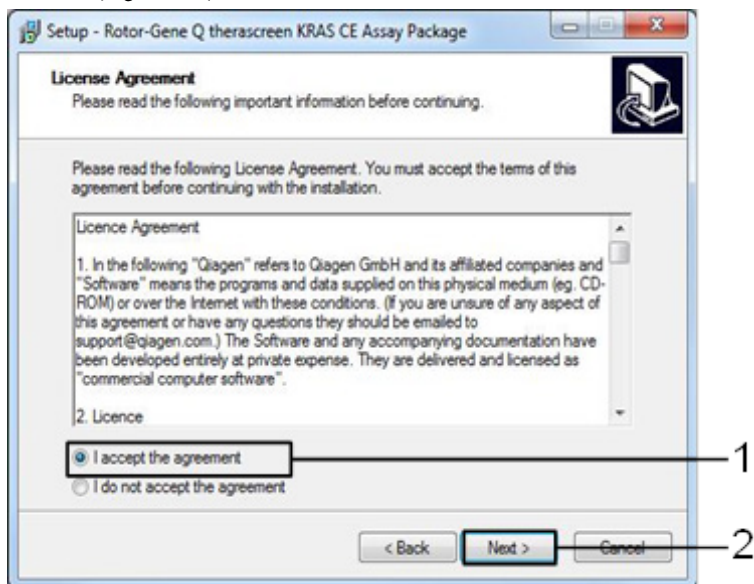 Setup - Rotor-Gene Q therascreen KRAS CE Assay Package
License Agreement
Please read the following important information before continuing.
Please read the following License Agreement. You must accept the terms of this
agreement before continuing with the installation.
Licence Agreement
1. In the following "Qiagen" refers to Qiagen GmbH and its affiliated companies and
"Software" means the programs and data supplied on this physical medium (eg. CD-
ROM) or over the Internet with these conditions. (If you are unsure of any aspect of
this agreement or have any questions they should be emailed to
support@qiagen.com.) The Software and any accompanying documentation have
been developed entirely at private expense. They are delivered and licensed as
"commercial computer software".
2. Licence
I accept the agreement
1
I do not accept the agreement
< Back
Next >
Cancel
2